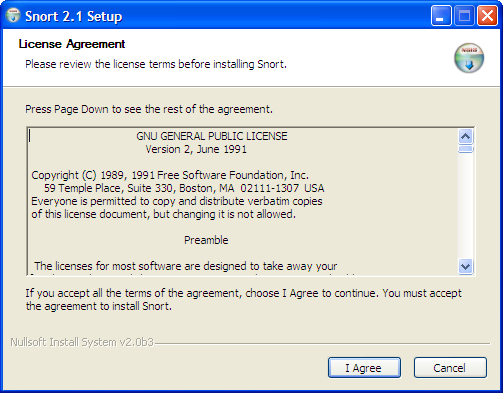 Snort 2.1 Setup
License Agreement
Please review the license terms before installing Snort.
Press Page Down to see the rest of the agreement.
GNU GENERAL PUBLIC LICENSE
Version 2, June 1991
Copyright (C) 1989, 1991 Free Software Foundation, Inc.
59 Temple Place, Suite 330, Boston, MA  02111-1307  USA
Everyone is permitted to copy and distribute verbatim copies
of this license document, but changing it is not allowed.
Preamble
The licenses for most software are designed to take away your
If you accept all the terms of the agreement, choose I Agree to continue. You must accept
the agreement to install Snort.
Nullsoft Install System v2.0b3
I Agree
Cancel